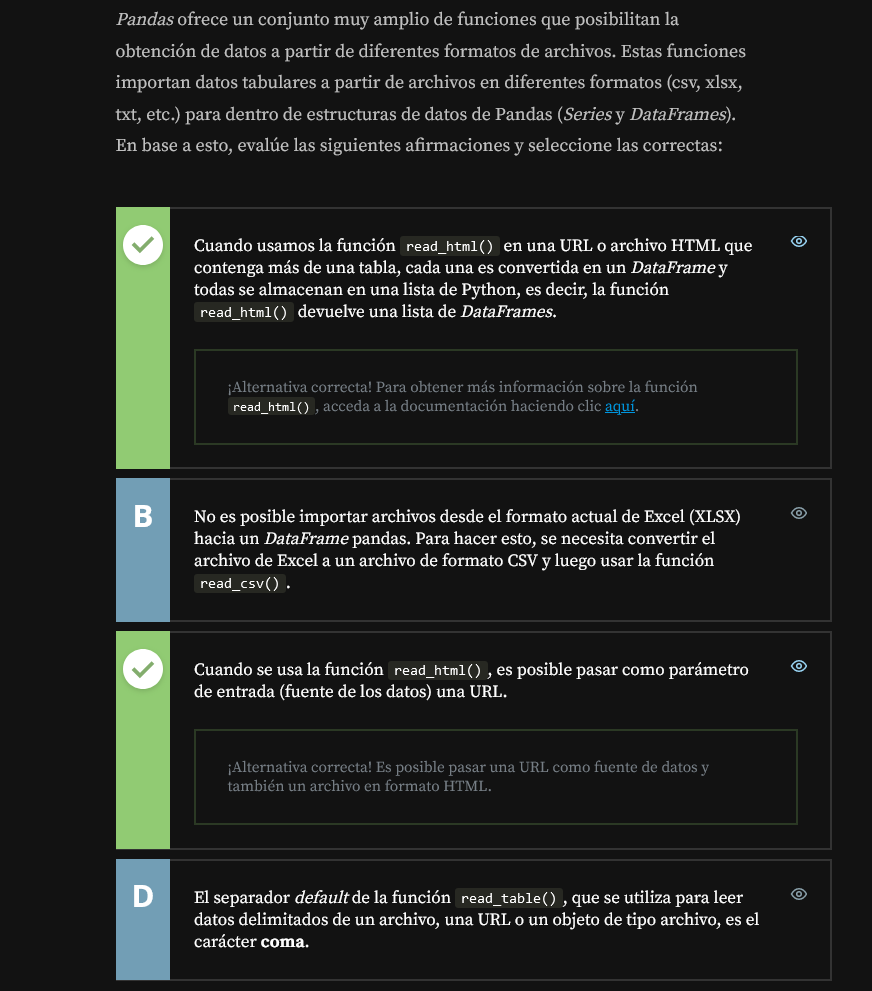 Pandas ofrece un conjunto muy amplio de funciones que posibilitan la
obtención de datos a partir de diferentes formatos de archivos. Estas funciones
importan datos tabulares a partir de archivos en diferentes formatos (csv, xlsx,
txt, etc.) para dentro de estructuras de datos de Pandas (Series y DataFrames).
En base a esto, evalúe las siguientes afirmaciones y seleccione las correctas:
Cuando usamos la función read_html() en una URL o archivo HTML que
contenga más de una tabla, cada una es convertida en un DataFrame y
todas se almacenan en una lista de Python, es decir, la función
read_html() devuelve una lista de DataFrames.
¡Alternativa correcta! Para obtener más información sobre la función
read_html(), acceda a la documentación haciendo clic aquí.
B
No es posible importar archivos desde el formato actual de Excel (XLSX)
hacia un DataFrame pandas. Para hacer esto, se necesita convertir el
archivo de Excel a un archivo de formato CSV y luego usar la función
read_csv().
Cuando se usa la función read_html(), es posible pasar como parámetro
de entrada (fuente de los datos) una URL.
¡Alternativa correcta! Es posible pasar una URL como fuente de datos y
también un archivo en formato HTML.
D
El separador default de la función read_table(), que se utiliza para leer
datos delimitados de un archivo, una URL o un objeto de tipo archivo, es el
carácter coma.